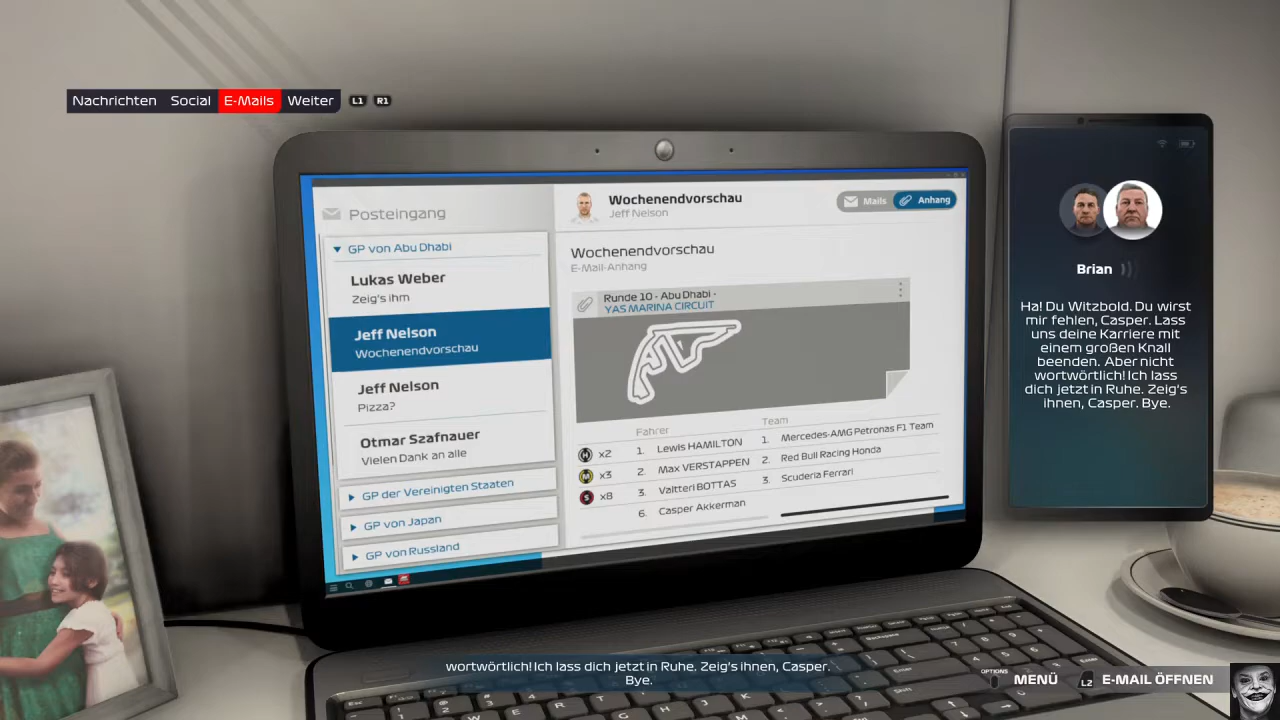 Nachrichten Social E-Mails Weiter L1 R1
Posteingang
GP von Abu Dhabi
Lukas Weber
Zeig's ihm
Jeff Nelson
Wochenendvorschau
Jeff Nelson
Pizza?
Otmar Szafnauer
Vielen Dank an alle
GP der Vereinigten Staaten
GP von Japan
GP von Russland
Wochenendvorschau
Jeff Nelson
Mails Anhang
Wochenendvorschau
E-Mail-Anhang
Runde 10 - Abu Dhabi -
YAS MARINA CIRCUIT
Fahrer Team
H x2 1. Lewis HAMILTON 1. Mercedes-AMG Petronas F1 Team
M x3 2. Max VERSTAPPEN 2. Red Bull Racing Honda
S x8 3. Valtteri BOTTAS 3. Scuderia Ferrari
6. Casper Akkerman
Brian
Ha! Du Witzbold. Du wirst
mir fehlen, Casper. Lass
uns deine Karriere mit
einem großen Knall
beenden. Aber nicht
wortwörtlich! Ich lass
dich jetzt in Ruhe. Zeig's
ihnen, Casper. Bye.
wortwörtlich! Ich lass dich jetzt in Ruhe. Zeig's ihnen, Casper.
Bye.
OPTIONS MENÜ L2 E-MAIL ÖFFNEN